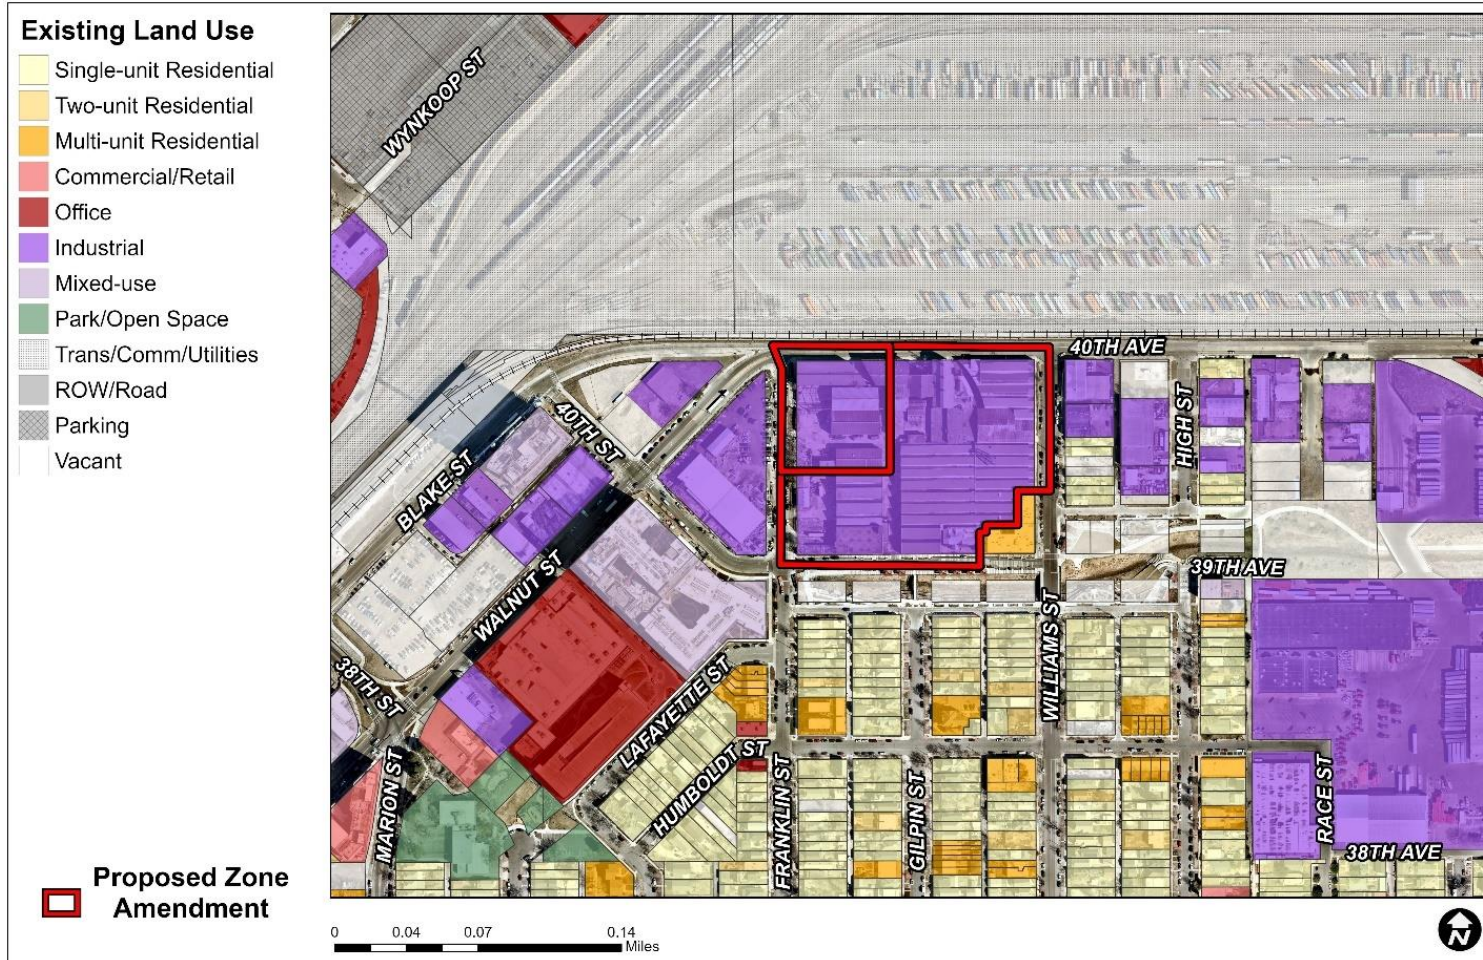 Existing Land Use
Single-unit Residential
Two-unit Residential
Multi-unit Residential
Commercial/Retail
Office
Industrial
Mixed-use
Park/Open Space
Trans/Comm/Utilities
ROW/Road
Parking
Vacant
Proposed Zone
Amendment
WYNKOOP ST
40TH AVE
40TH ST
HIGH ST
BLAKE ST
39TH AVE
WALNUT ST
WILLIAMS ST
38TH ST
LAFAYETTE ST
HUMBOLDT ST
MARION ST
FRANKLIN ST
GILPIN ST
RACE ST
38TH AVE
0 0.04 0.07 0.14
Miles
N